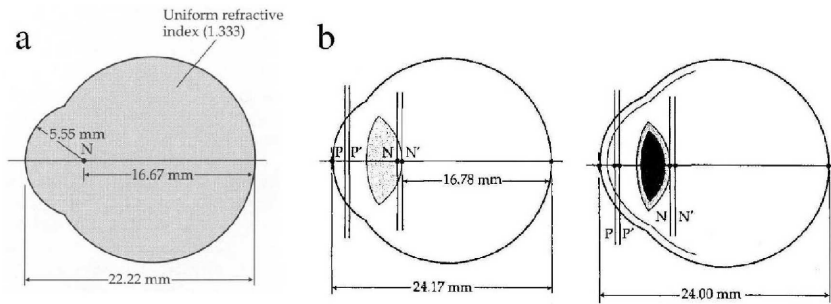 a
Uniform refractive
index (1.333)
5.55 mm
N
16.67 mm
22.22 mm
b
P P′ N N′
16.78 mm
24.17 mm
P P′ N N′
24.00 mm